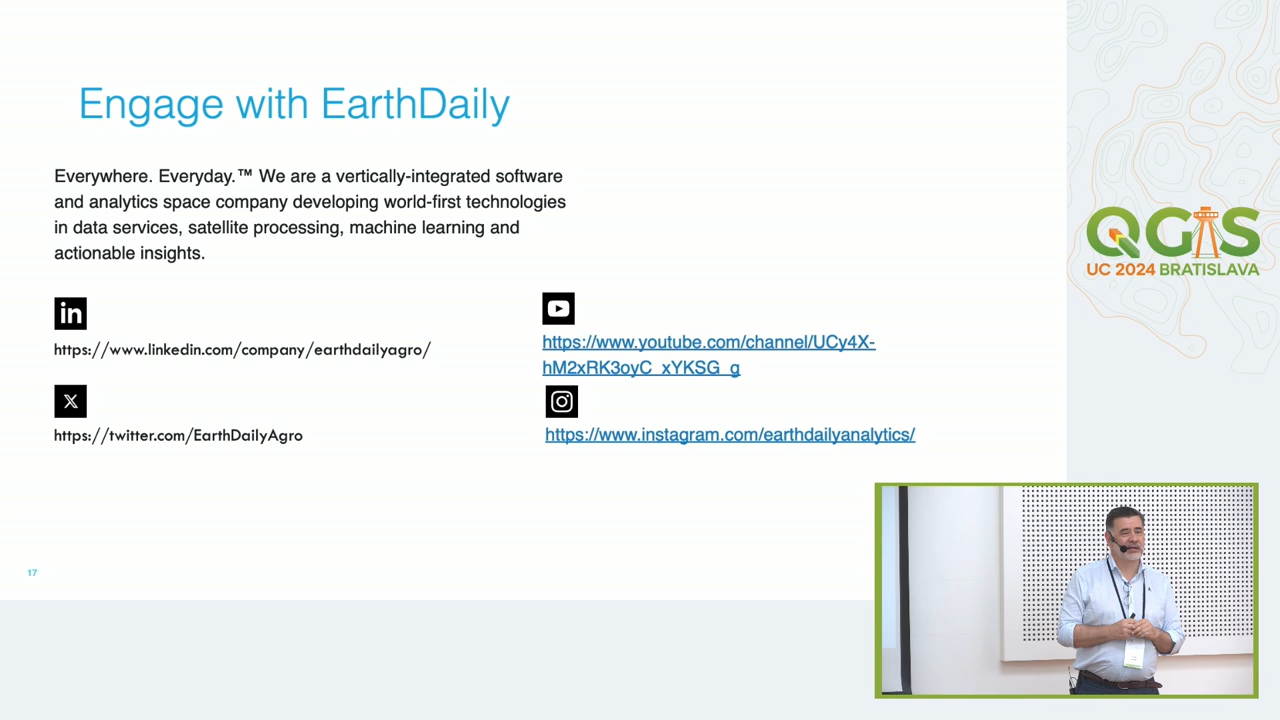 Engage with EarthDaily
Everywhere. Everyday.™ We are a vertically-integrated software
and analytics space company developing world-first technologies
in data services, satellite processing, machine learning and
actionable insights.
in
https://www.linkedin.com/company/earthdailyagro/
X
https://twitter.com/EarthDailyAgro
https://www.youtube.com/channel/UCy4X-
hM2xRK3oyC_xYKSG_g
https://www.instagram.com/earthdailyanalytics/
17
QGIS
UC 2024 BRATISLAVA